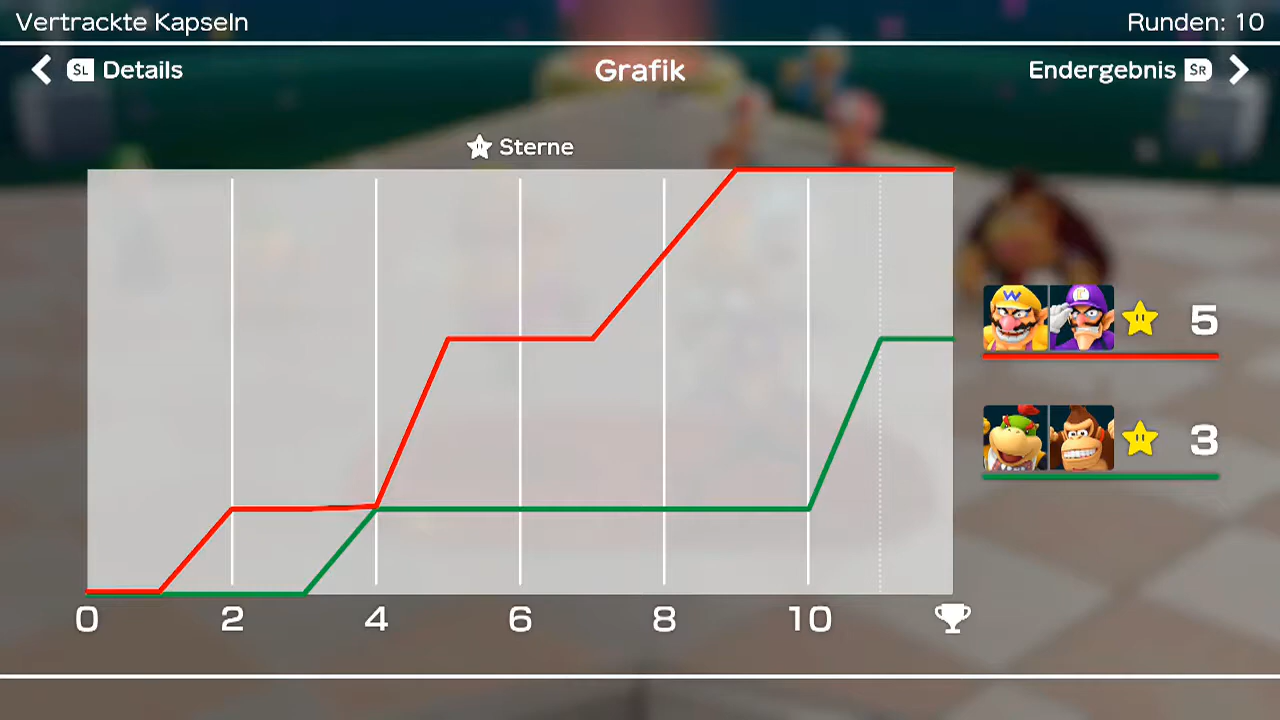 Vertrackte Kapseln
Runden: 10
SL Details
Grafik
Endergebnis SR
Sterne
5
3
0 2 4 6 8 10